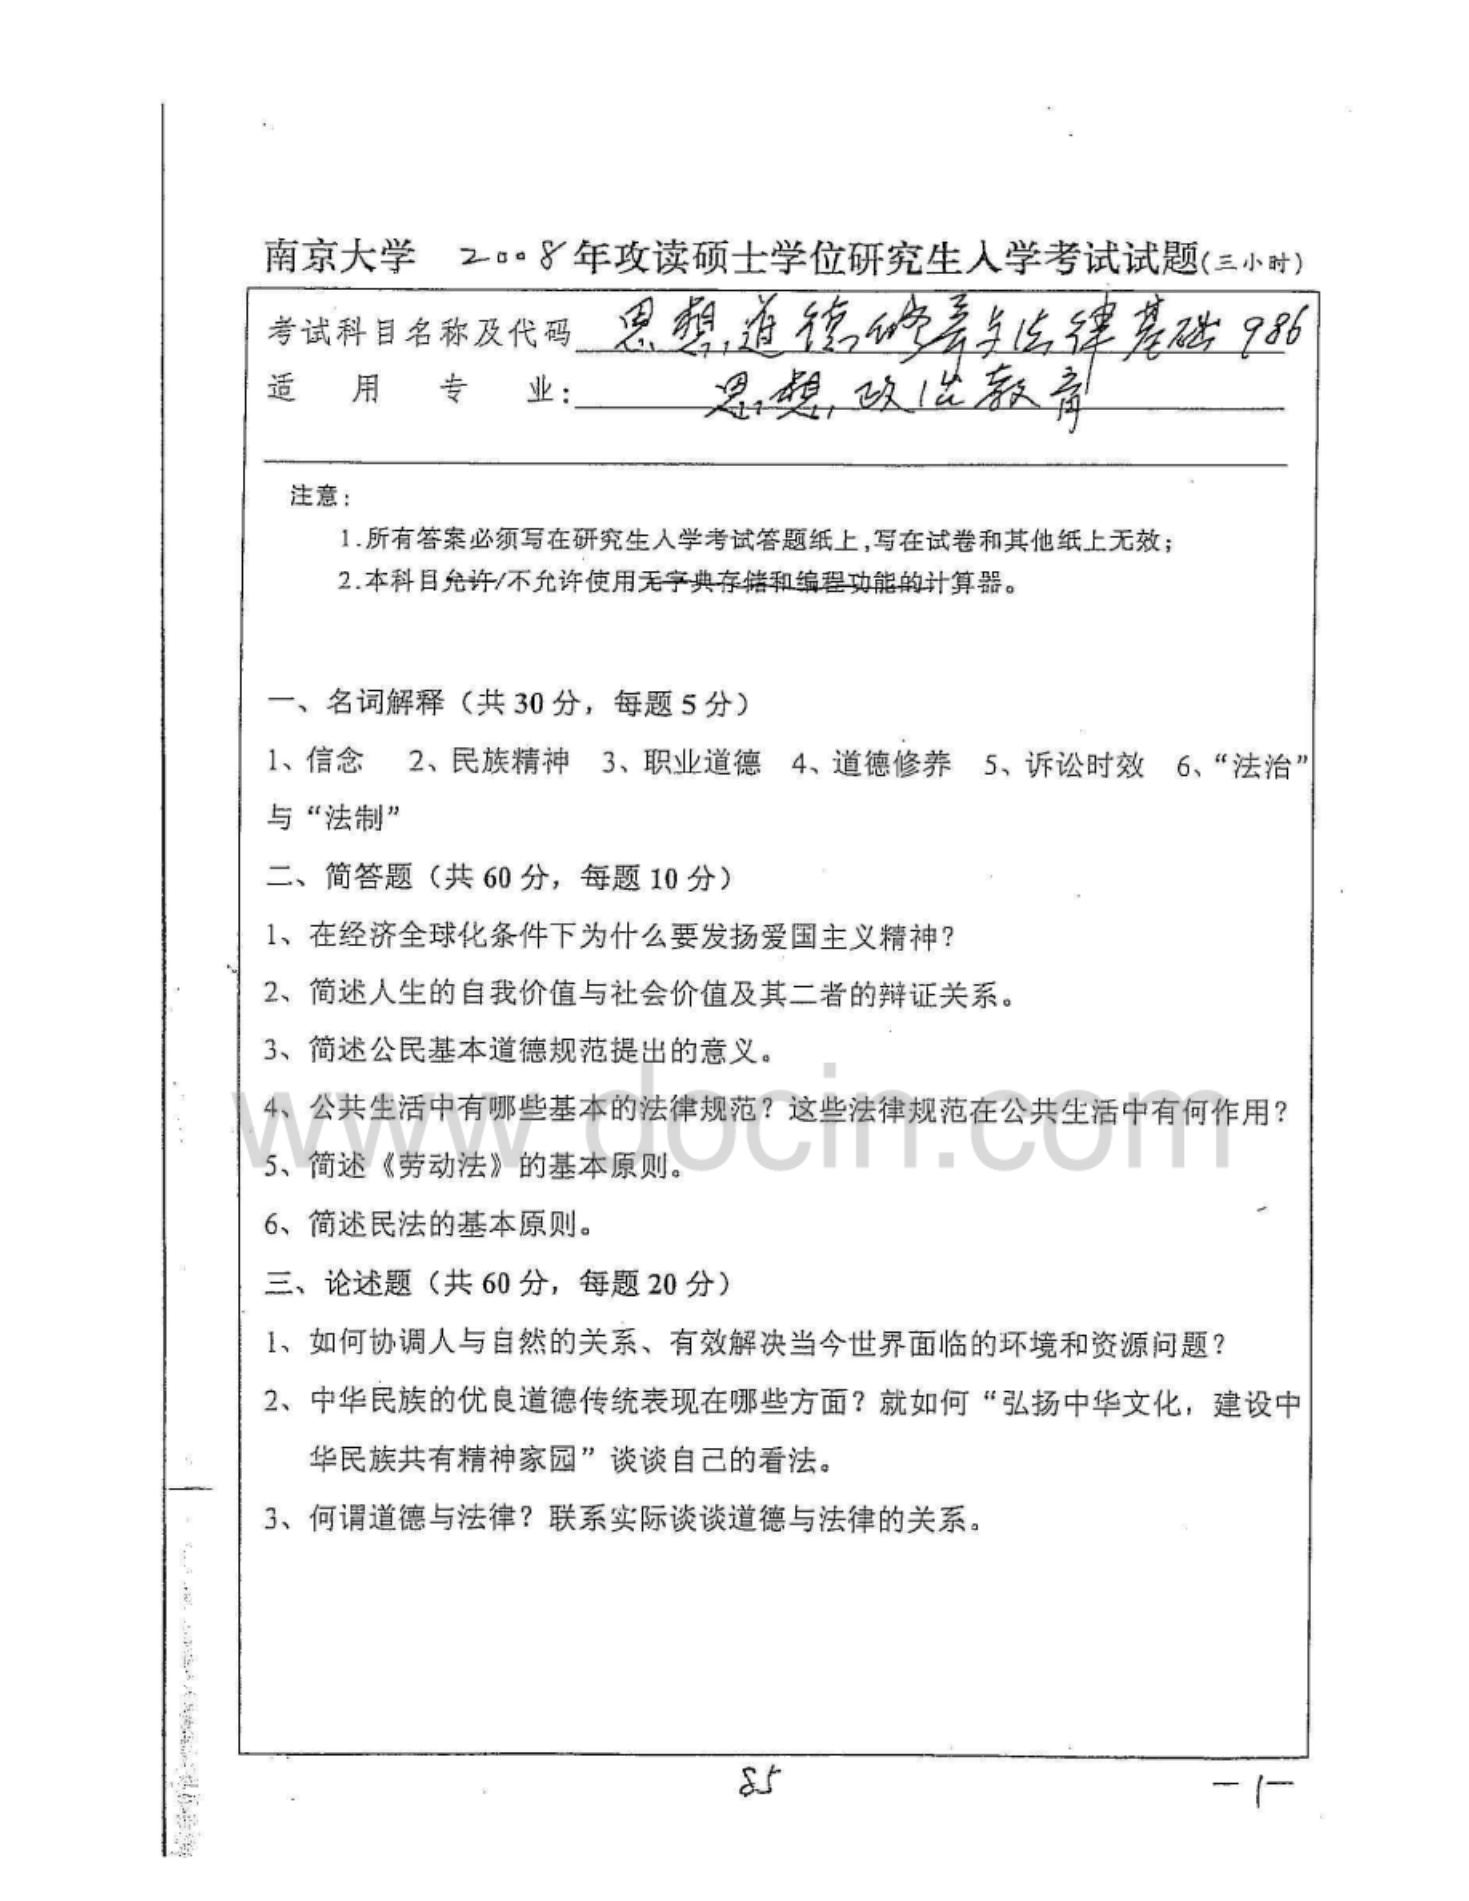 南京大学 2008年攻读硕士学位研究生入学考试试题(三小时)
考试科目名称及代码 思想道德修养与法律基础 986
适 用 专 业: 思想政治教育
注意:
1.所有答案必须写在研究生入学考试答题纸上,写在试卷和其他纸上无效;
2.本科目允许/不允许使用无字典存储和编程功能的计算器。
一、名词解释（共 30 分，每题 5 分）
1、信念 2、民族精神 3、职业道德 4、道德修养 5、诉讼时效 6、“法治”
与“法制”
二、简答题（共 60 分，每题 10 分）
1、在经济全球化条件下为什么要发扬爱国主义精神？
2、简述人生的自我价值与社会价值及其二者的辩证关系。
3、简述公民基本道德规范提出的意义。
4、公共生活中有哪些基本的法律规范？这些法律规范在公共生活中有何作用？
www.docin.com
5、简述《劳动法》的基本原则。
6、简述民法的基本原则。
三、论述题（共 60 分，每题 20 分）
1、如何协调人与自然的关系、有效解决当今世界面临的环境和资源问题？
2、中华民族的优良道德传统表现在哪些方面？就如何“弘扬中华文化，建设中
华民族共有精神家园”谈谈自己的看法。
3、何谓道德与法律？联系实际谈谈道德与法律的关系。
85
-1-